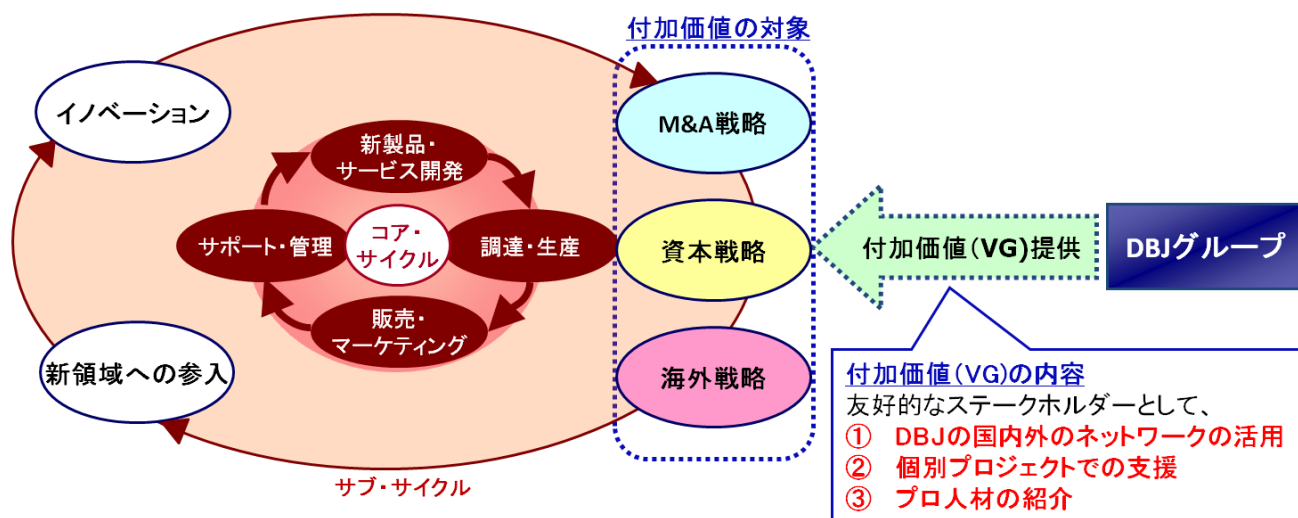 付加価値の対象
イノベーション
M&A戦略
新製品・
サービス開発
サポート・管理
コア・
サイクル
調達・生産
資本戦略
付加価値(VG)提供
DBJグループ
販売・
マーケティング
新領域への参入
海外戦略
サブ・サイクル
付加価値(VG)の内容
友好的なステークホルダーとして、
① DBJの国内外のネットワークの活用
② 個別プロジェクトでの支援
③ プロ人材の紹介